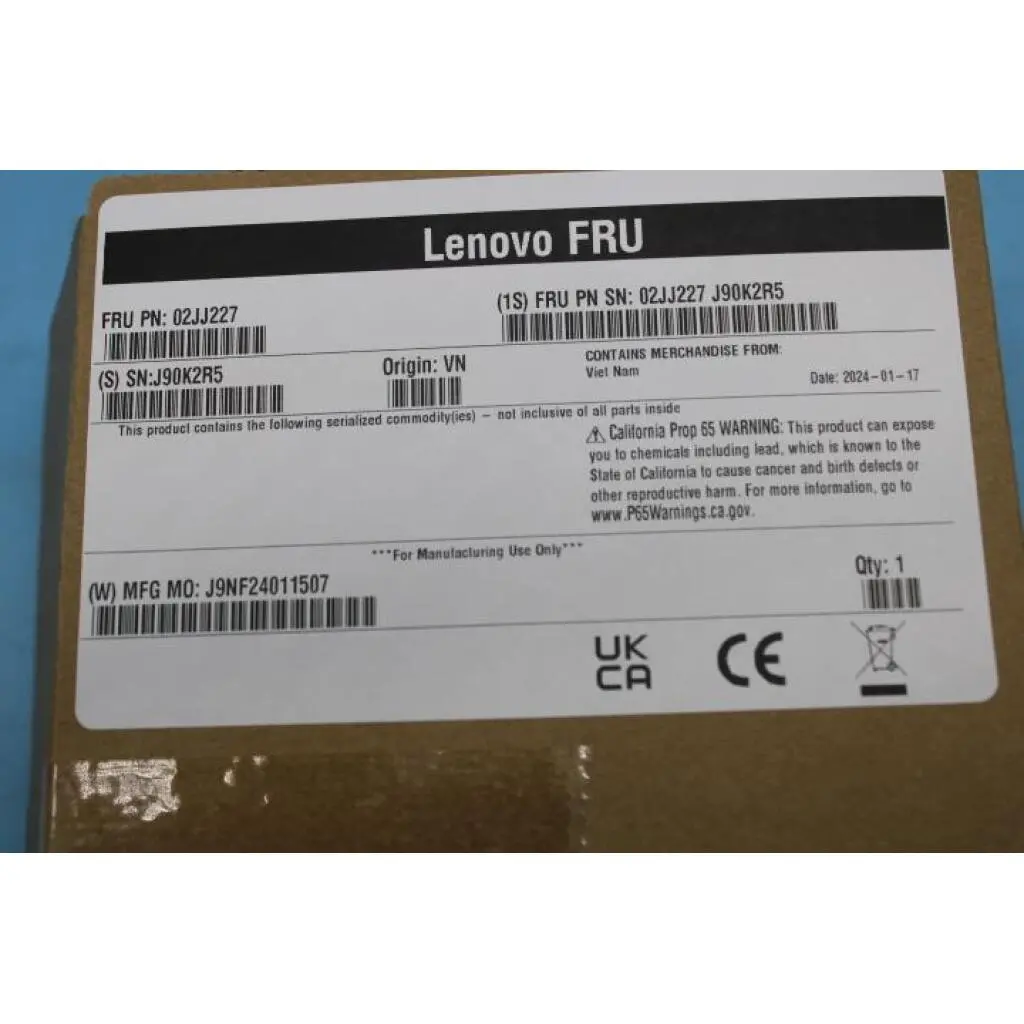 Lenovo FRU
FRU PN: 02JJ227
(1S) FRU PN SN: 02JJ227 J90K2R5
(S) SN:J90K2R5
Origin: VN
CONTAINS MERCHANDISE FROM:
Viet Nam
Date: 2024-01-17
This product contains the following serialized commodity(ies) - not inclusive of all parts inside
⚠ California Prop 65 WARNING: This product can expose
you to chemicals including lead, which is known to the
State of California to cause cancer and birth defects or
other reproductive harm. For more information, go to
www.P65Warnings.ca.gov.
***For Manufacturing Use Only***
(W) MFG MO: J9NF24011507
Qty: 1
UK
CA
CE